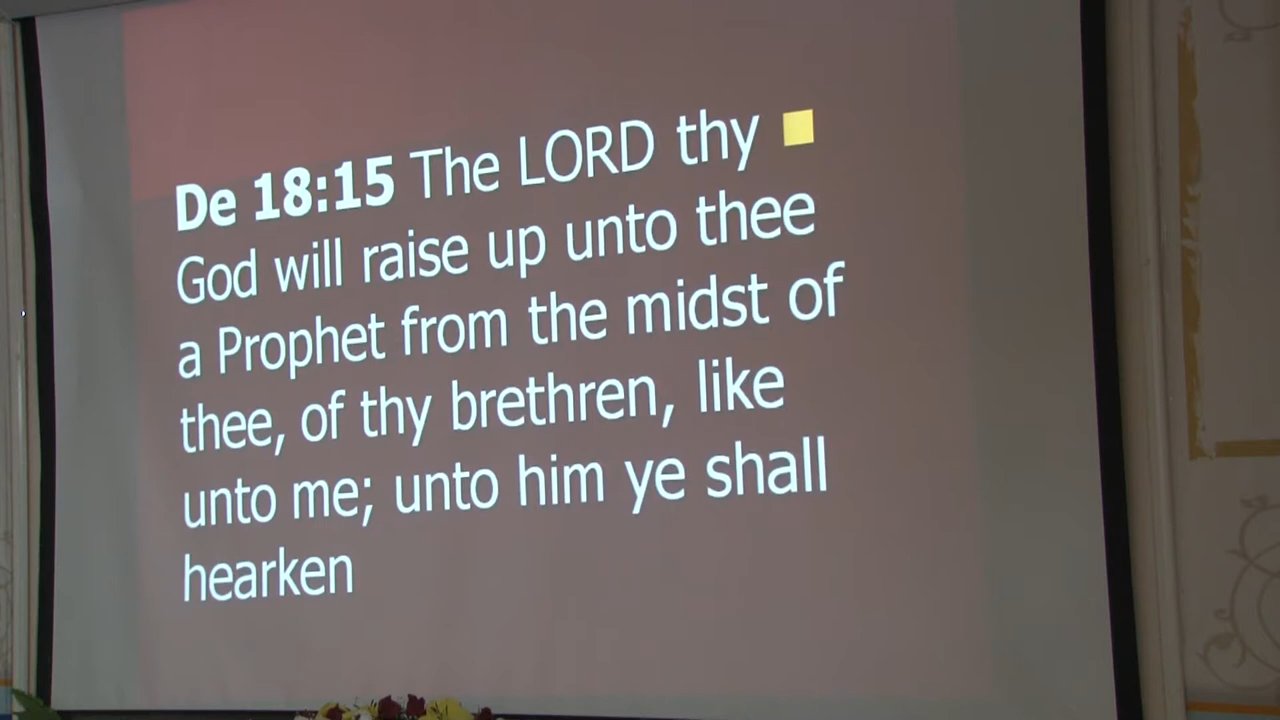 De 18:15 The LORD thy
God will raise up unto thee
a Prophet from the midst of
thee, of thy brethren, like
unto me; unto him ye shall
hearken